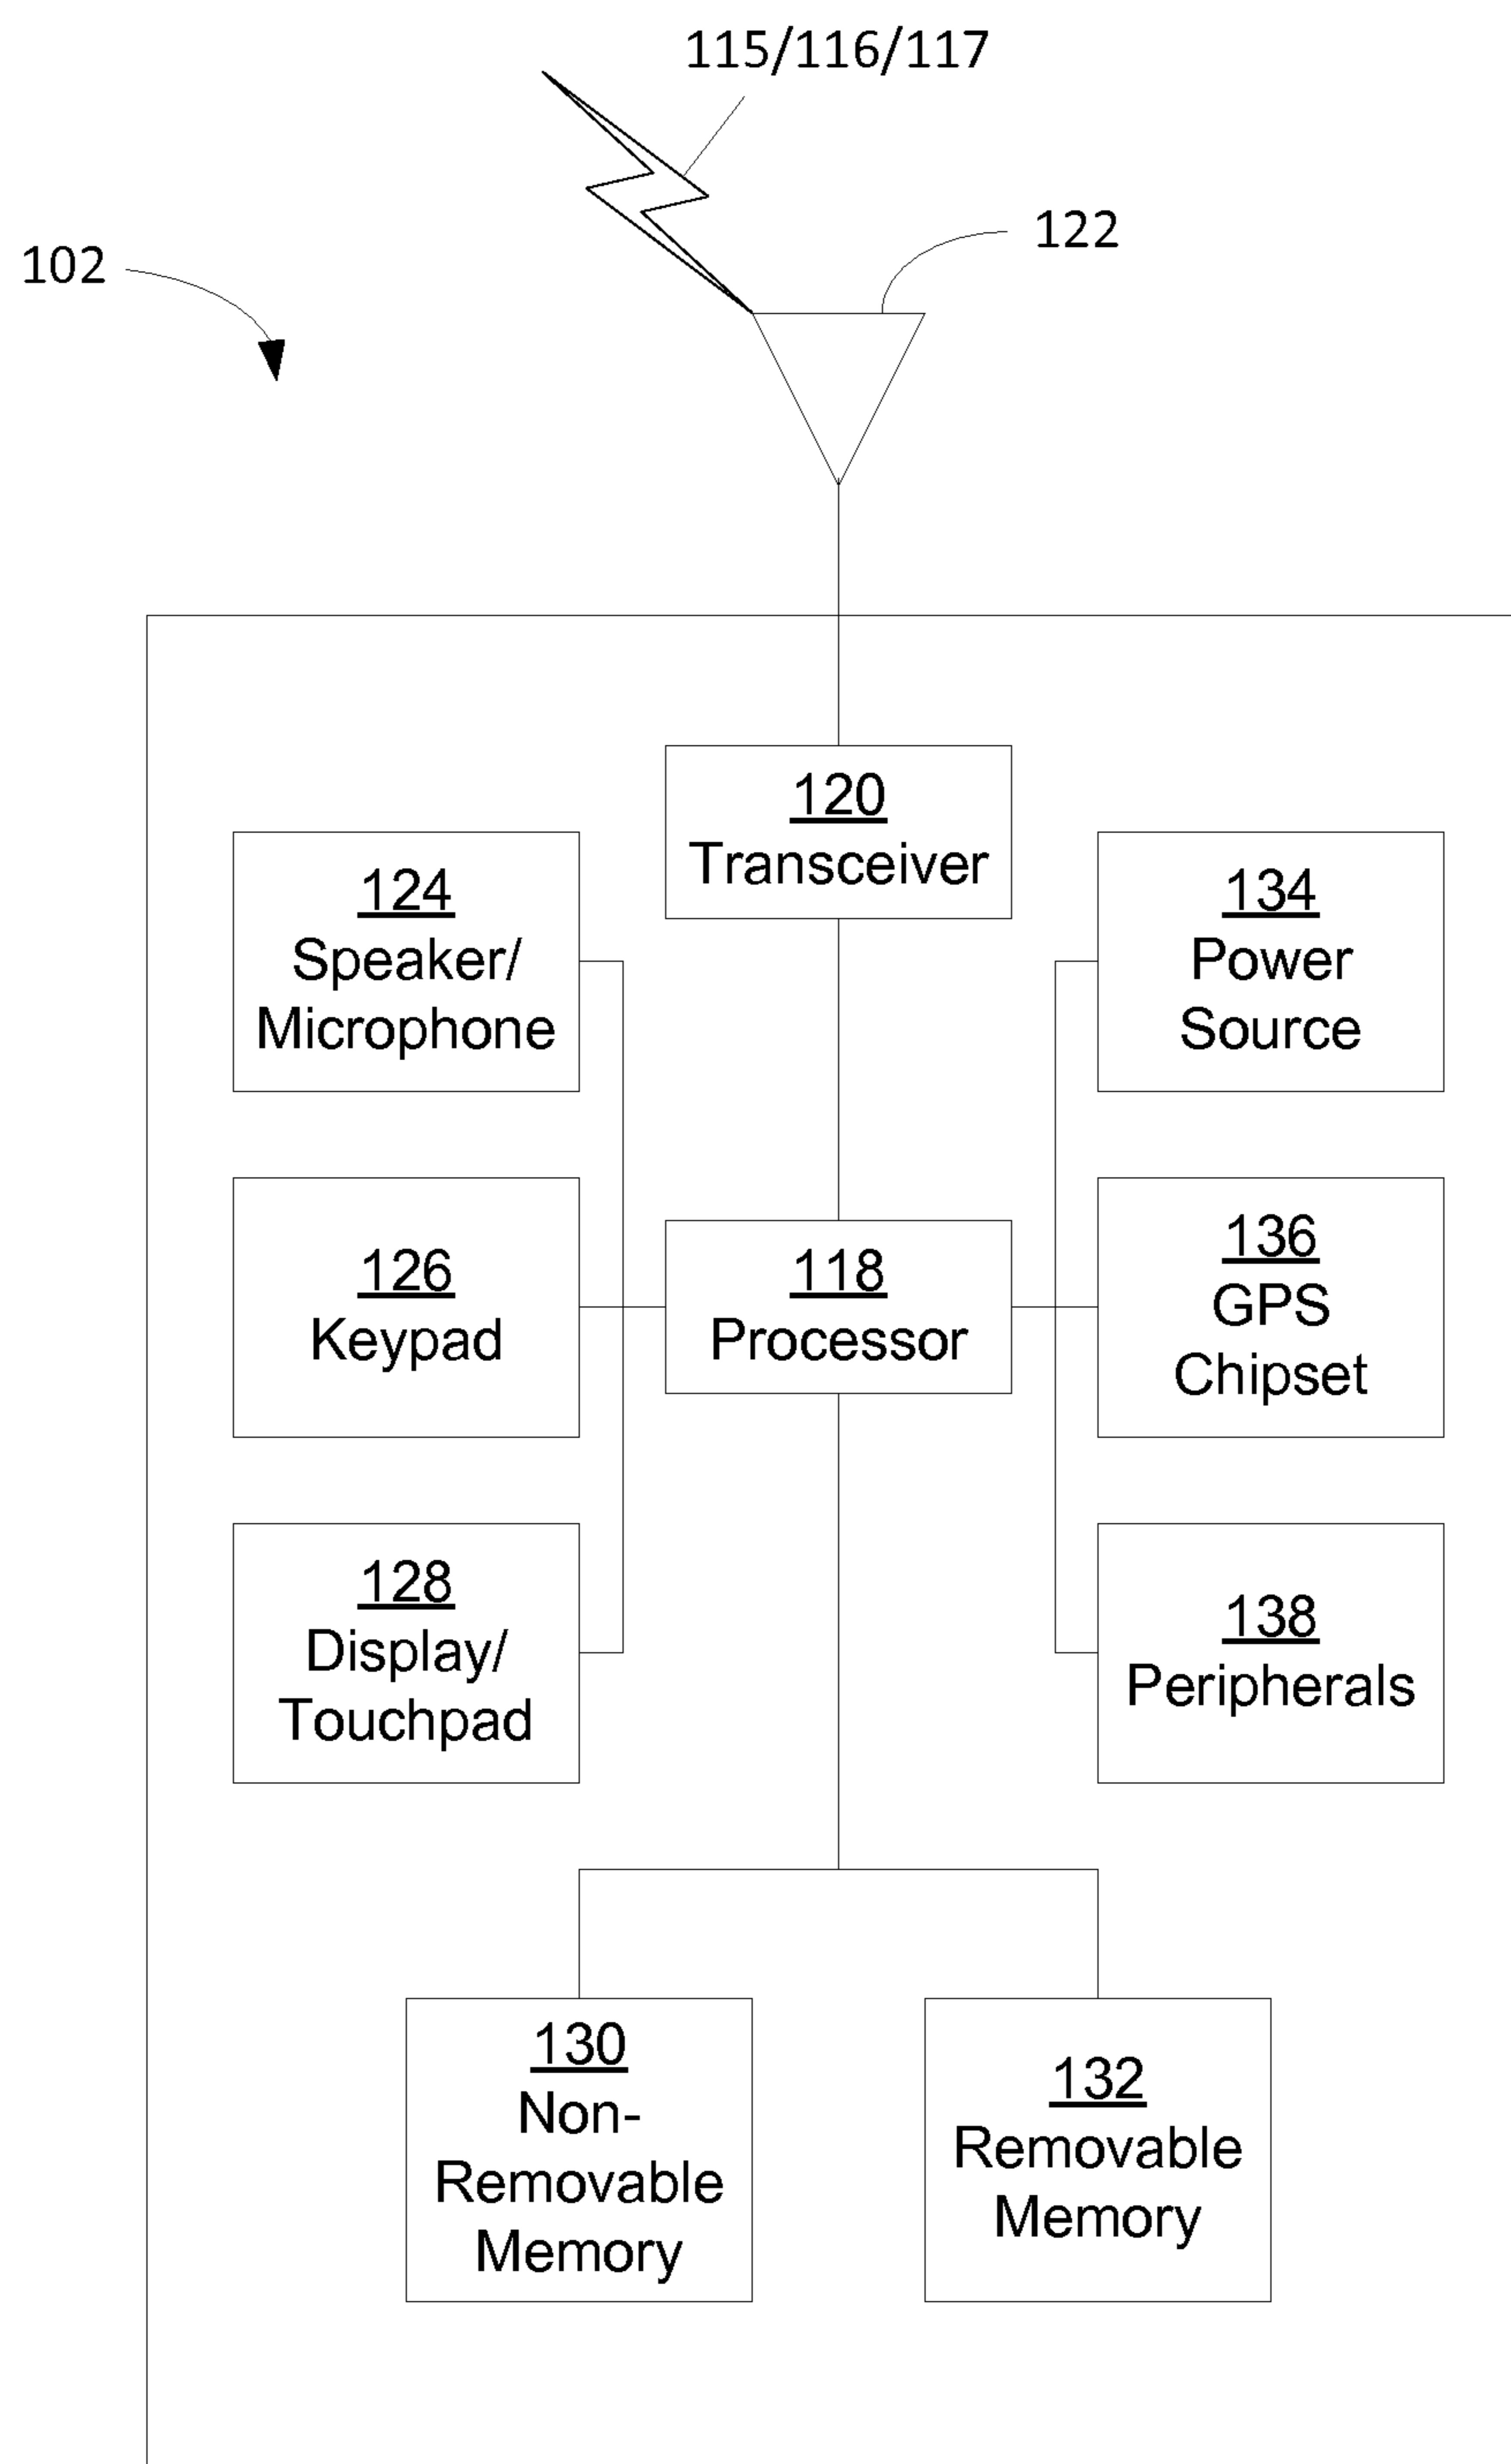 115/116/117
122
102
120
Transceiver
124
Speaker/
Microphone
134
Power
Source
126
Keypad
118
Processor
136
GPS
Chipset
128
Display/
Touchpad
138
Peripherals
130
Non-
Removable
Memory
132
Removable
Memory